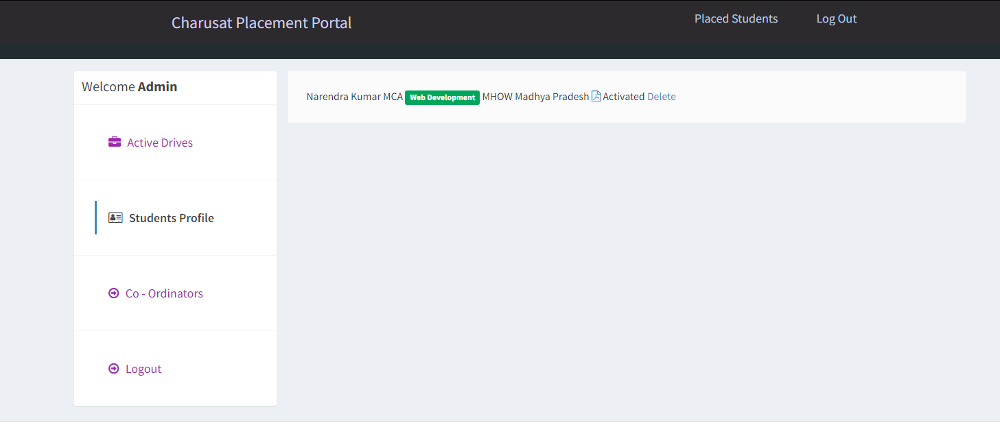 Charusat Placement Portal
Placed Students
Log Out
Welcome Admin
Narendra Kumar MCA Web Development MHOW Madhya Pradesh Activated Delete
Active Drives
Students Profile
Co - Ordinators
Logout